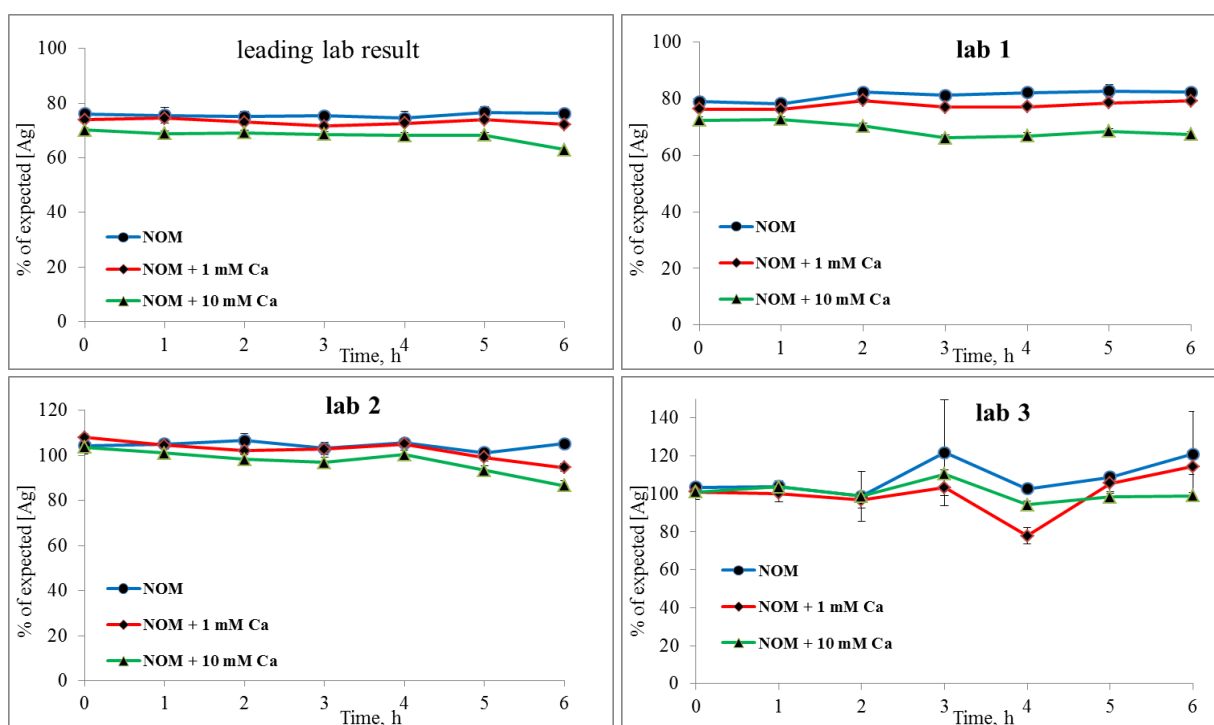 leading lab result
% of expected [Ag]
100
80
60
40
20
0
NOM
NOM + 1 mM Ca
NOM + 10 mM Ca
0 1 2 3 4 5 6
Time, h
lab 1
% of expected [Ag]
100
80
60
40
20
0
NOM
NOM + 1 mM Ca
NOM + 10 mM Ca
0 1 2 3 4 5 6
Time, h
lab 2
% of expected [Ag]
120
100
80
60
40
20
0
NOM
NOM + 1 mM Ca
NOM + 10 mM Ca
0 1 2 3 4 5 6
Time, h
lab 3
% of expected [Ag]
140
120
100
80
60
40
20
0
NOM
NOM + 1 mM Ca
NOM + 10 mM Ca
0 1 2 3 4 5 6
Time, h